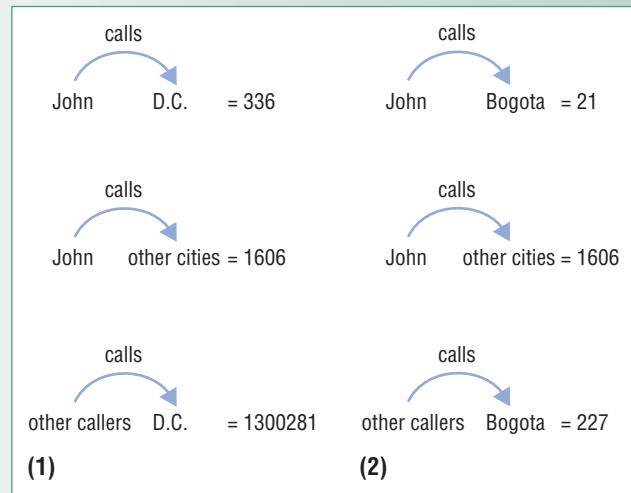 calls
John D.C. = 336
calls
John other cities = 1606
calls
other callers D.C. = 1300281
(1)
calls
John Bogota = 21
calls
John other cities = 1606
calls
other callers Bogota = 227
(2)